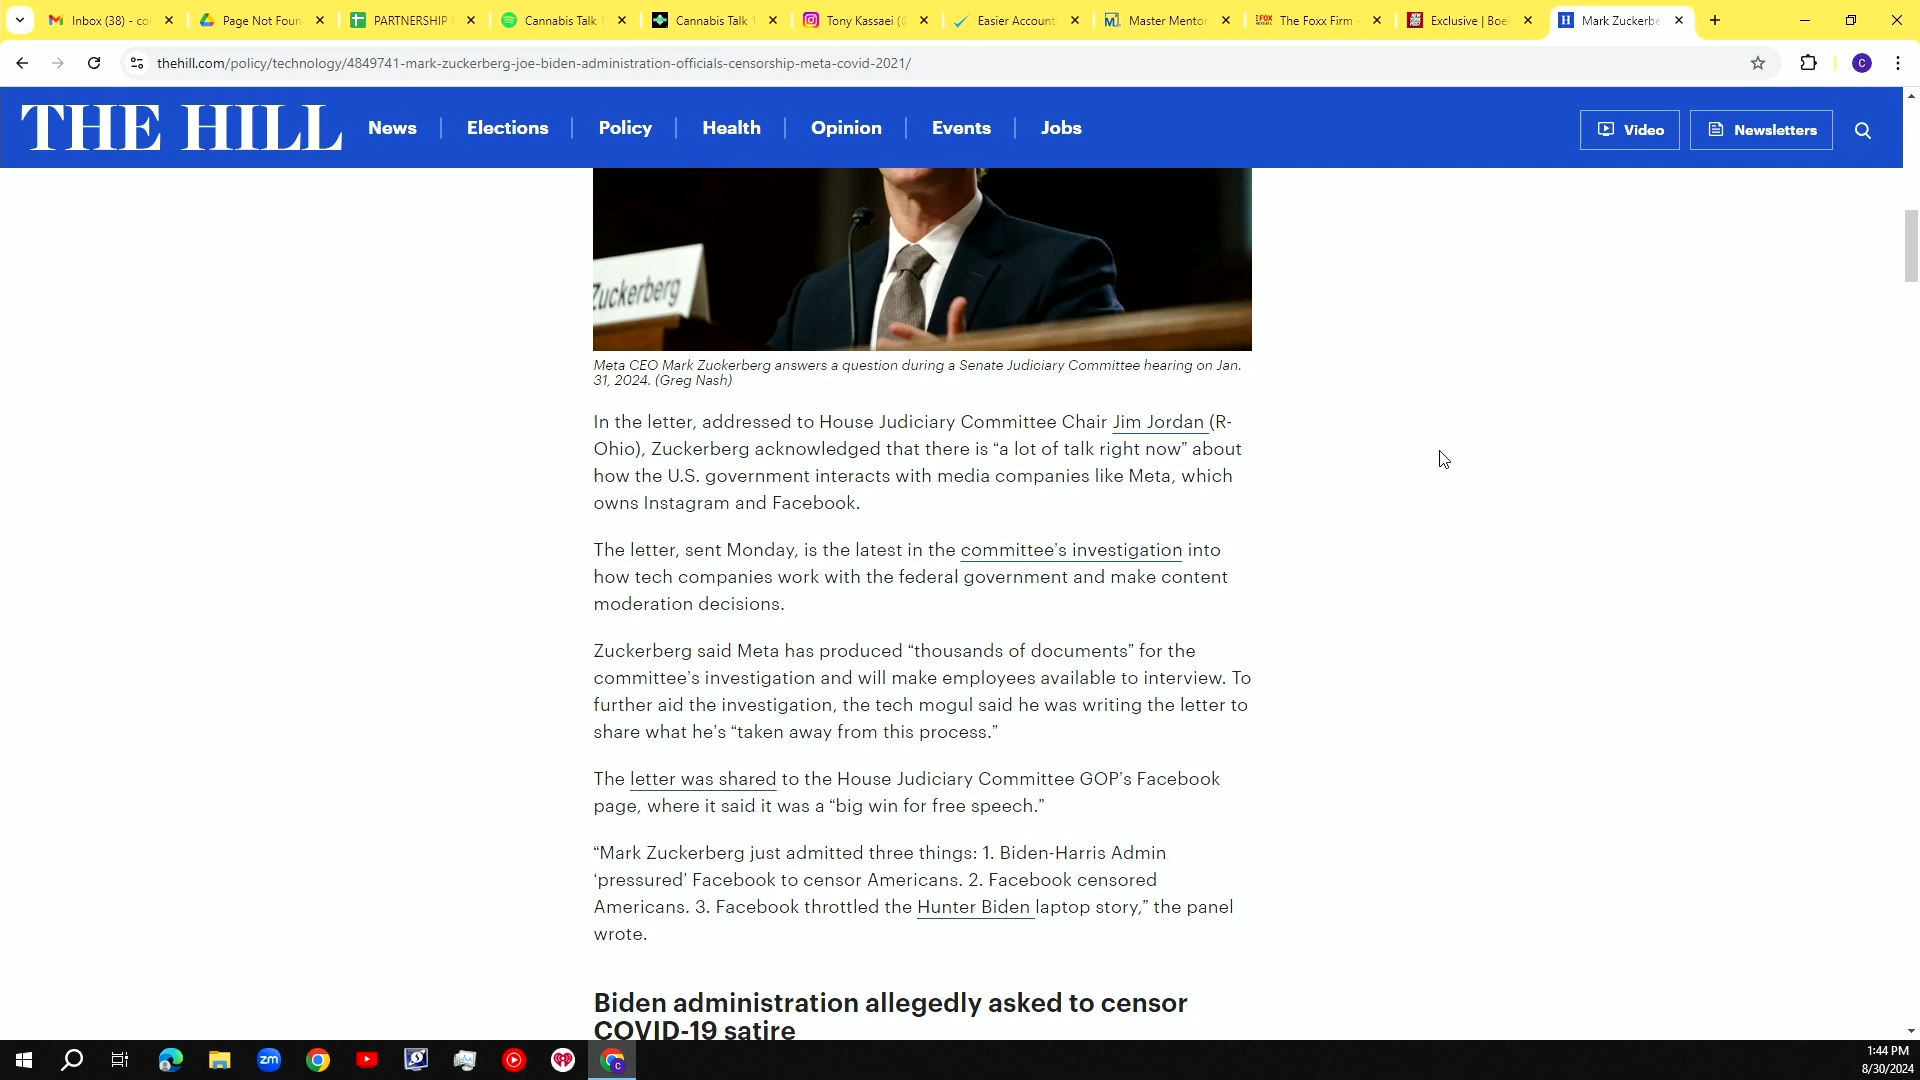 Inbox (38) - co
Page Not Foun
PARTNERSHIP
Cannabis Talk 1
Cannabis Talk 1
Tony Kassaei (
Easier Account
Master Mentor
The Foxx Firm -
Exclusive | Boe
Mark Zuckerbe
thehill.com/policy/technology/4849741-mark-zuckerberg-joe-biden-administration-officials-censorship-meta-covid-2021/
C
THE HILL
News
Elections
Policy
Health
Opinion
Events
Jobs
Video
Newsletters
Zuckerberg
Meta CEO Mark Zuckerberg answers a question during a Senate Judiciary Committee hearing on Jan.
31, 2024. (Greg Nash)
In the letter, addressed to House Judiciary Committee Chair Jim Jordan (R-
Ohio), Zuckerberg acknowledged that there is “a lot of talk right now” about
how the U.S. government interacts with media companies like Meta, which
owns Instagram and Facebook.
The letter, sent Monday, is the latest in the committee’s investigation into
how tech companies work with the federal government and make content
moderation decisions.
Zuckerberg said Meta has produced “thousands of documents” for the
committee’s investigation and will make employees available to interview. To
further aid the investigation, the tech mogul said he was writing the letter to
share what he’s “taken away from this process.”
The letter was shared to the House Judiciary Committee GOP’s Facebook
page, where it said it was a “big win for free speech.”
“Mark Zuckerberg just admitted three things: 1. Biden-Harris Admin
‘pressured’ Facebook to censor Americans. 2. Facebook censored
Americans. 3. Facebook throttled the Hunter Biden laptop story,” the panel
wrote.
Biden administration allegedly asked to censor
COVID-19 satire
zm
1:44 PM
8/30/2024